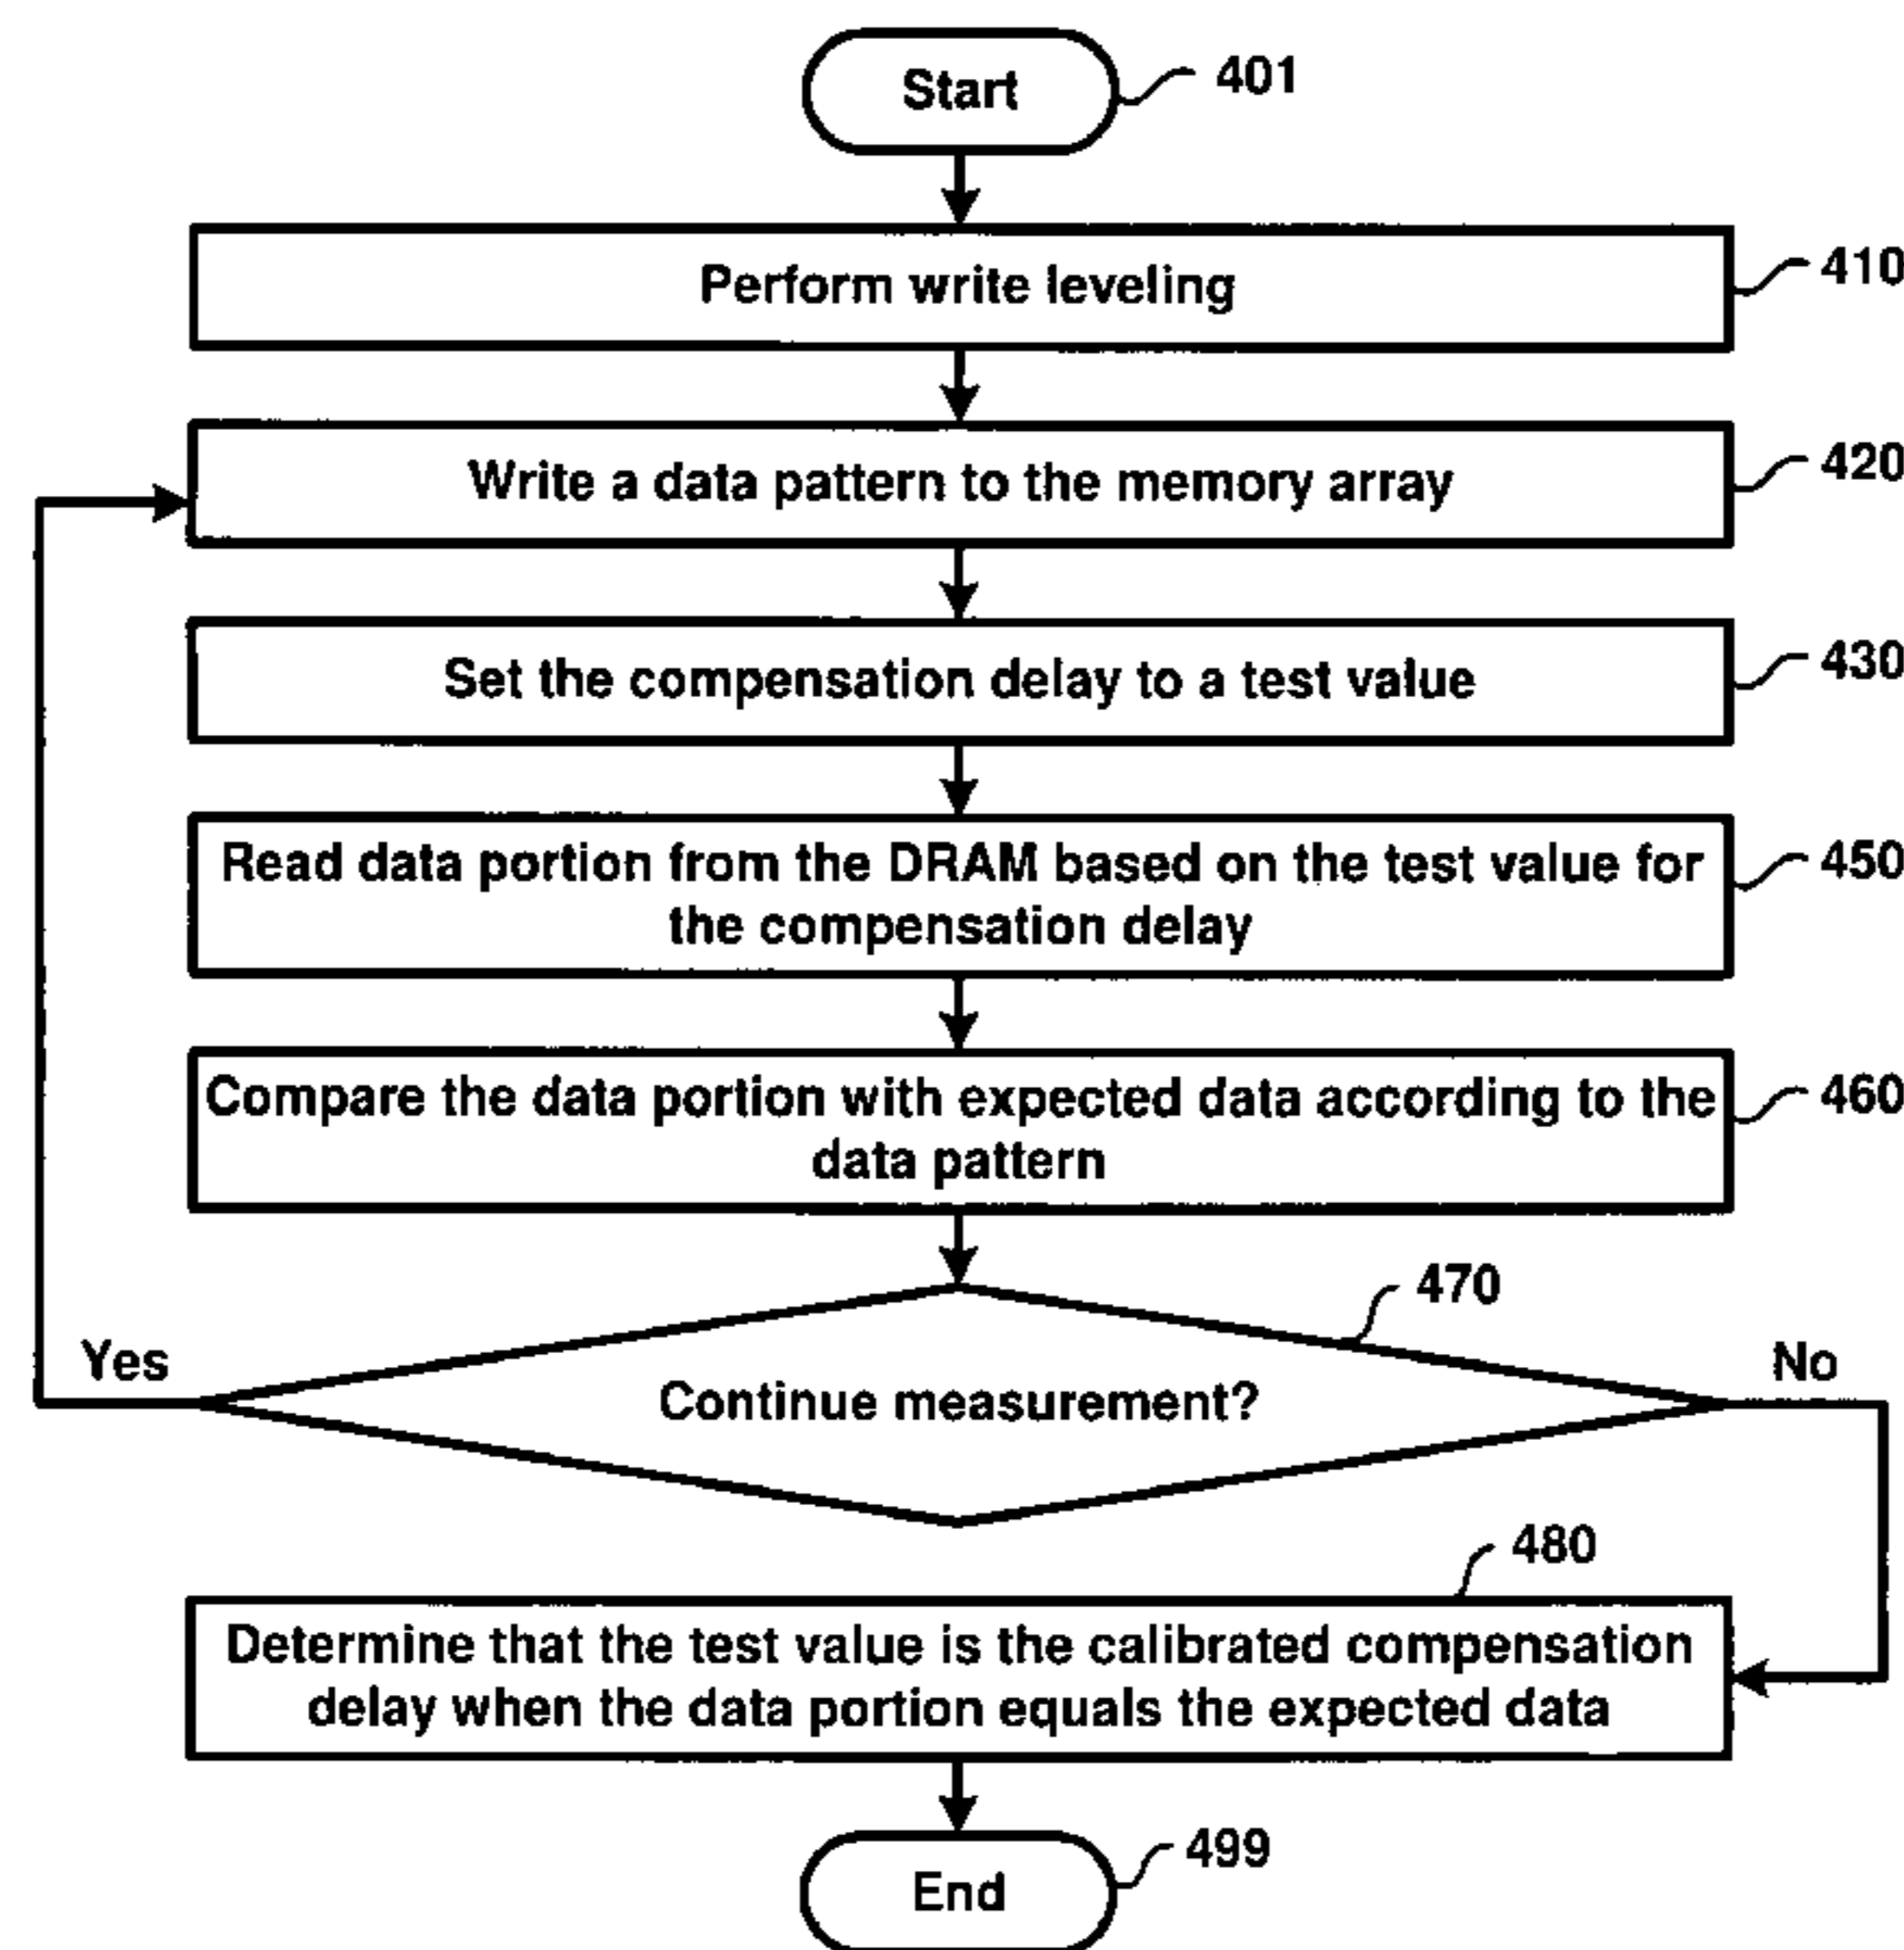 Start
401
Perform write leveling
410
Write a data pattern to the memory array
420
Set the compensation delay to a test value
430
Read data portion from the DRAM based on the test value for
the compensation delay
450
Compare the data portion with expected data according to the
data pattern
460
470
Yes
No
Continue measurement?
480
Determine that the test value is the calibrated compensation
delay when the data portion equals the expected data
End
499